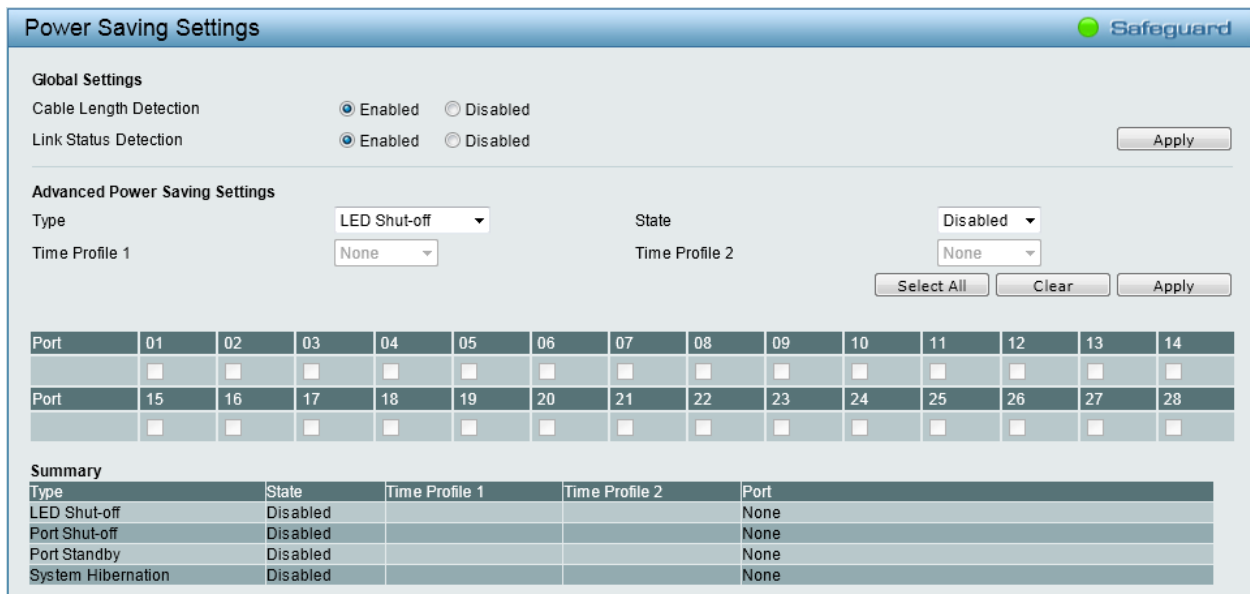 Power Saving Settings Safeguard
Global Settings
Cable Length Detection Enabled Disabled
Link Status Detection Enabled Disabled Apply
Advanced Power Saving Settings
Type LED Shut-off State Disabled
Time Profile 1 None Time Profile 2 None
Select All Clear Apply
Port 01 02 03 04 05 06 07 08 09 10 11 12 13 14
Port 15 16 17 18 19 20 21 22 23 24 25 26 27 28
Summary
Type State Time Profile 1 Time Profile 2 Port
LED Shut-off Disabled None
Port Shut-off Disabled None
Port Standby Disabled None
System Hibernation Disabled None